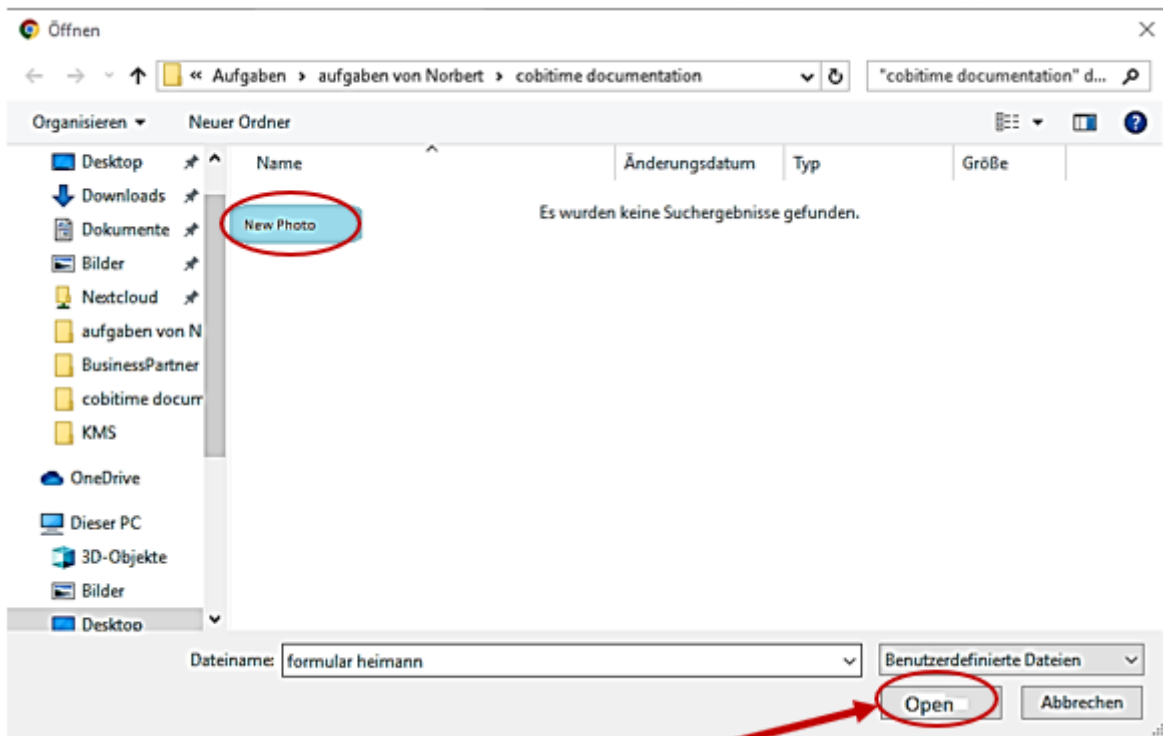 Öffnen
« Aufgaben › aufgaben von Norbert › cobitime documentation
"cobitime documentation" d...
Organisieren
Neuer Ordner
Name
Änderungsdatum
Typ
Größe
Desktop
Downloads
Dokumente
Bilder
Nextcloud
aufgaben von N
BusinessPartner
cobitime docum
KMS
OneDrive
Dieser PC
3D-Objekte
Bilder
Desktop
New Photo
Es wurden keine Suchergebnisse gefunden.
Dateiname: formular heimann
Benutzerdefinierte Dateien
Open
Abbrechen